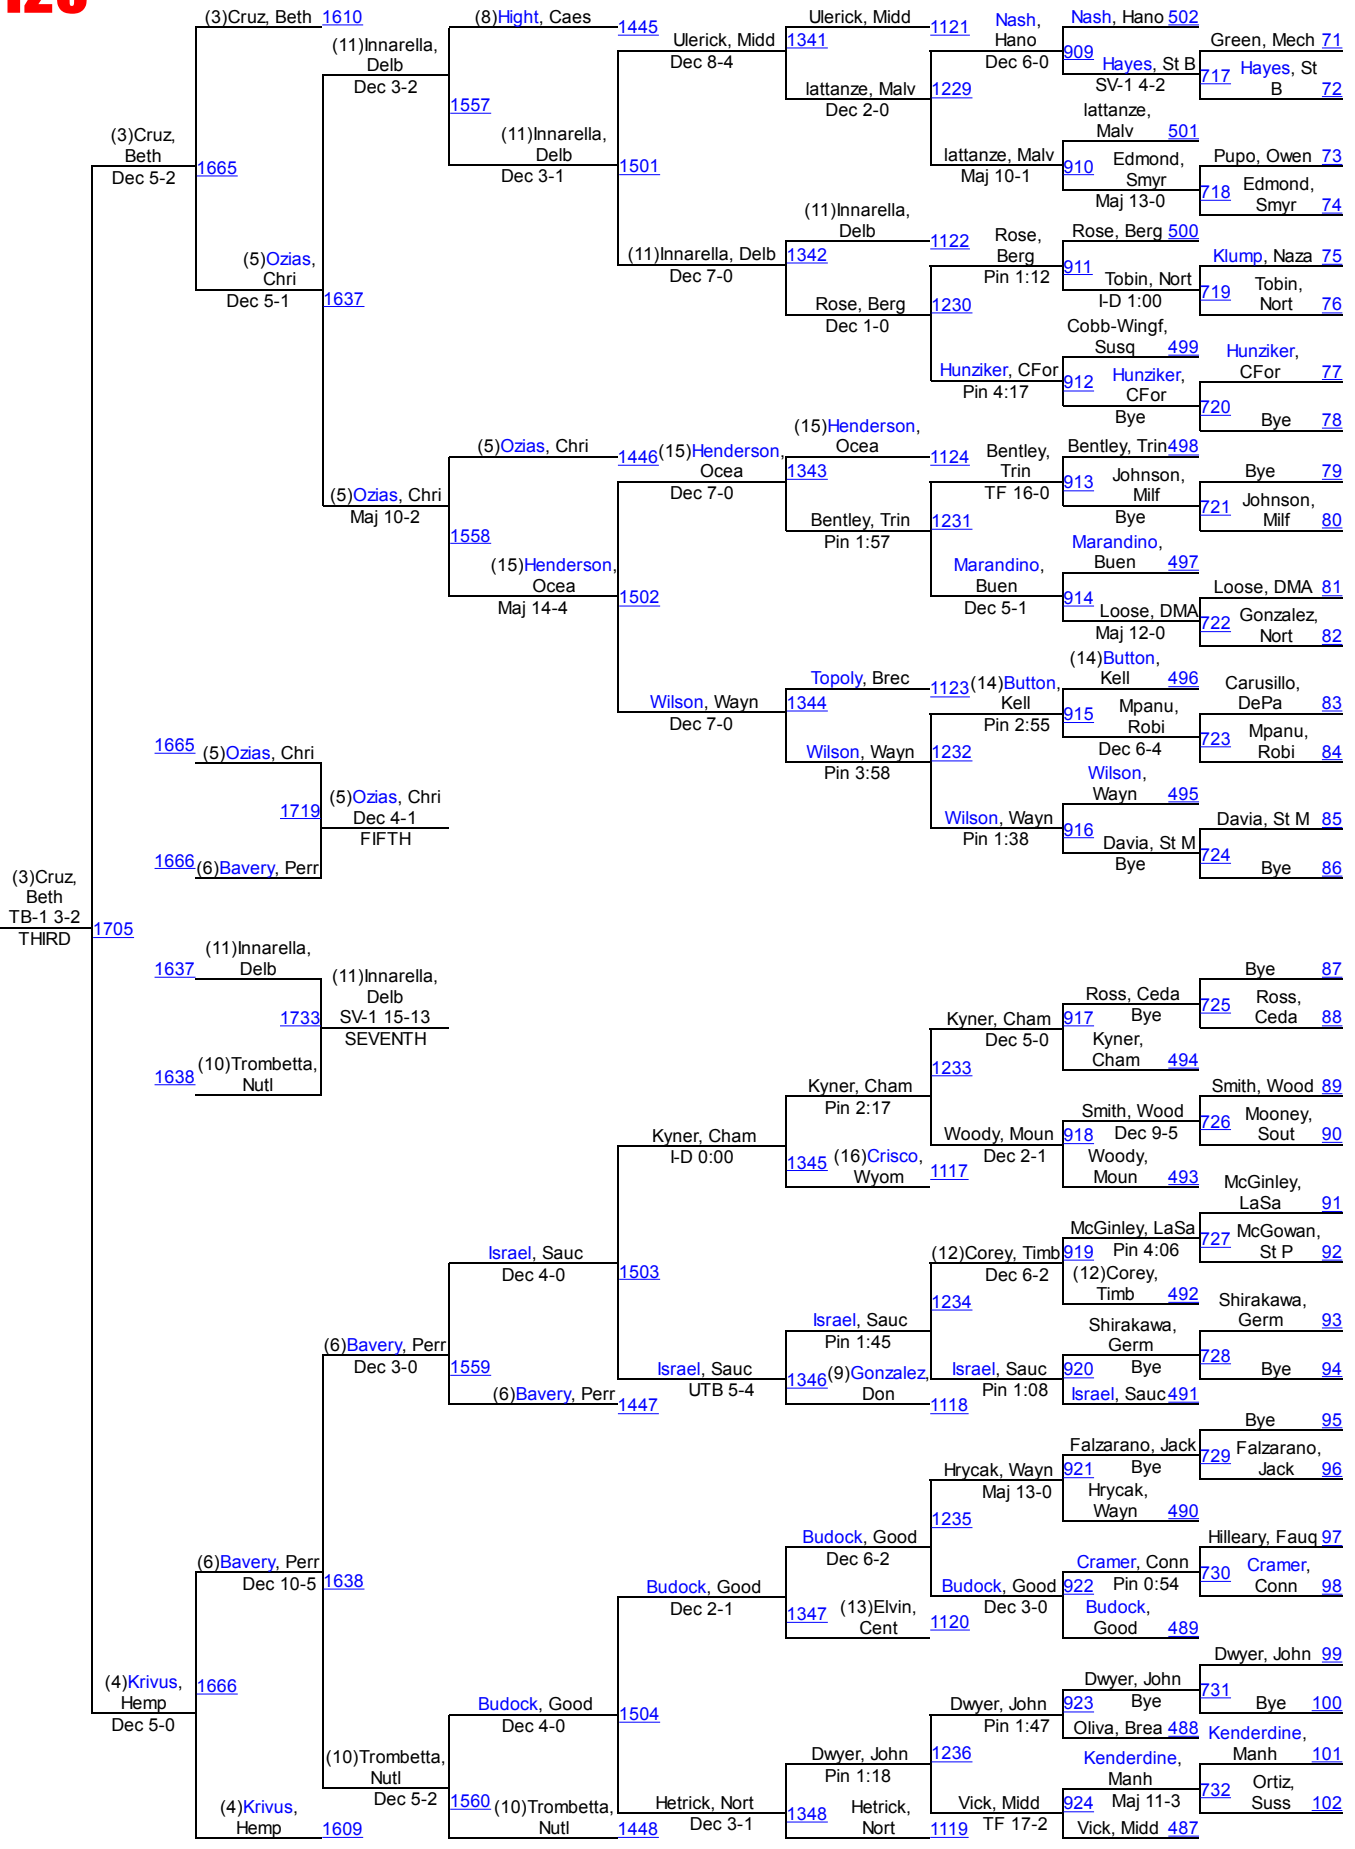 (3)Cruz,
Beth
TB-1 3-2
THIRD
1705
(3)Cruz,
Beth
Dec 5-2
1665
(4)Krivus,
Hemp
Dec 5-0
1666
(3)Cruz, Beth 1610
(5)Ozias,
Chri
Dec 5-1
1637
1665 (5)Ozias, Chri
1719
1666 (6)Bavery, Perr
(5)Ozias, Chri
Dec 4-1
FIFTH
(11)Innarella,
1637 Delb
1733
(10)Trombetta,
1638 Nutl
(11)Innarella,
Delb
SV-1 15-13
SEVENTH
(6)Bavery, Perr
Dec 10-5
1638
(4)Krivus,
Hemp 1609
(11)Innarella,
Delb
Dec 3-2
1557
(5)Ozias, Chri
Maj 10-2
1558
(6)Bavery, Perr
Dec 3-0
1559
(10)Trombetta,
Nutl
Dec 5-2
1560
(8)Hight, Caes
1445
(11)Innarella,
Delb
Dec 3-1
1501
(5)Ozias, Chri
1446
(15)Henderson,
Ocea
Maj 14-4
1502
Israel, Sauc
Dec 4-0
1503
(6)Bavery, Perr
1447
Budock, Good
Dec 4-0
1504
(10)Trombetta,
Nutl
1448
Ulerick, Midd
Dec 8-4
1341
(11)Innarella, Delb
Dec 7-0
1342
(15)Henderson,
Ocea
Dec 7-0
1343
Wilson, Wayn
Dec 7-0
1344
Kyner, Cham
I-D 0:00
1345
Israel, Sauc
UTB 5-4
1346
Budock, Good
Dec 2-1
1347
Hetrick, Nort
Dec 3-1
1348
Ulerick, Midd
1121
Iattanze, Malv
Dec 2-0
1229
(11)Innarella,
Delb
1122
Rose, Berg
Dec 1-0
1230
(15)Henderson,
Ocea
1124
Bentley, Trin
Pin 1:57
1231
Topoly, Brec
1123
Wilson, Wayn
Pin 3:58
1232
Kyner, Cham
Pin 2:17
1233
(16)Crisco,
Wyom
1117
Israel, Sauc
Pin 1:45
1234
(9)Gonzalez,
Don
1118
Budock, Good
Dec 6-2
1235
(13)Elvin,
Cent
1120
Dwyer, John
Pin 1:18
1236
Hetrick,
Nort
1119
Nash,
Hano
Dec 6-0
909
Iattanze, Malv
Maj 10-1
910
Rose,
Berg
Pin 1:12
911
Hunziker, CFor
Pin 4:17
912
Bentley,
Trin
TF 16-0
913
Marandino,
Buen
Dec 5-1
914
(14)Button,
Kell
Pin 2:55
915
Wilson, Wayn
Pin 1:38
916
Kyner, Cham
Dec 5-0
917
Woody, Moun
Dec 2-1
918
(12)Corey, Timb
Dec 6-2
919
Israel, Sauc
Pin 1:08
920
Hrycak, Wayn
Maj 13-0
921
Budock, Good
Dec 3-0
922
Dwyer, John
Pin 1:47
923
Vick, Midd
TF 17-2
924
Nash, Hano 502
Hayes, St B
SV-1 4-2
717
Iattanze,
Malv 501
Edmond,
Smyr
Maj 13-0
718
Rose, Berg 500
Tobin, Nort
I-D 1:00
719
Cobb-Wingf,
Susq 499
Hunziker,
CFor
Bye
720
Bentley, Trin 498
Johnson,
Milf
Bye
721
Marandino,
Buen 497
Loose, DMA
Maj 12-0
722
(14)Button,
Kell 496
Mpanu,
Robi
Dec 6-4
723
Wilson,
Wayn 495
Davia, St M
Bye
724
Ross, Ceda
Bye
725
Kyner,
Cham 494
Smith, Wood
Dec 9-5
726
Woody,
Moun 493
McGinley, LaSa
Pin 4:06
727
(12)Corey,
Timb 492
Shirakawa,
Germ
Bye
728
Israel, Sauc 491
Falzarano, Jack
Bye
729
Hrycak,
Wayn 490
Cramer, Conn
Pin 0:54
730
Budock,
Good 489
Dwyer, John
Bye
731
Oliva, Brea 488
Kenderdine,
Manh
Maj 11-3
732
Vick, Midd 487
Green, Mech 71
Hayes, St
B 72
Pupo, Owen 73
Edmond,
Smyr 74
Klump, Naza 75
Tobin,
Nort 76
Hunziker,
CFor 77
Bye 78
Bye 79
Johnson,
Milf 80
Loose, DMA 81
Gonzalez,
Nort 82
Carusillo,
DePa 83
Mpanu,
Robi 84
Davia, St M 85
Bye 86
Bye 87
Ross,
Ceda 88
Smith, Wood 89
Mooney,
Sout 90
McGinley,
LaSa 91
McGowan,
St P 92
Shirakawa,
Germ 93
Bye 94
Bye 95
Falzarano,
Jack 96
Hilleary, Fauq 97
Cramer,
Conn 98
Dwyer, John 99
Bye 100
Kenderdine,
Manh 101
Ortiz,
Suss 102